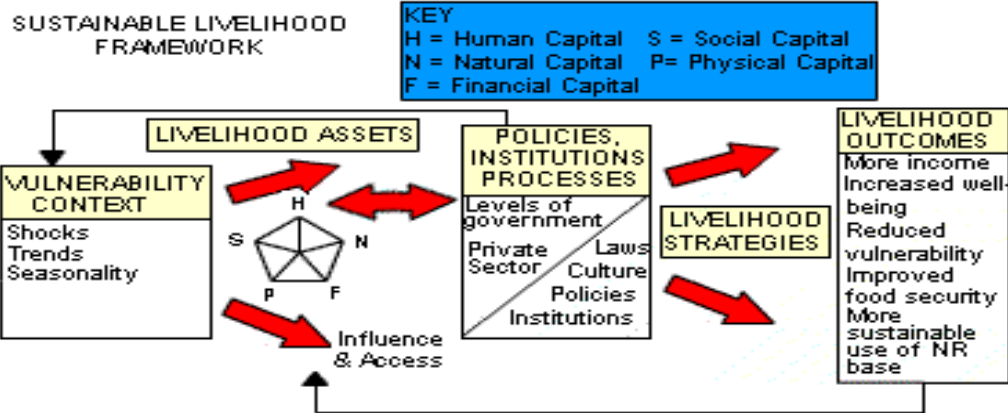 SUSTAINABLE LIVELIHOOD
FRAMEWORK
KEY
H = Human Capital S = Social Capital
N = Natural Capital P= Physical Capital
F = Financial Capital
LIVELIHOOD ASSETS
VULNERABILITY
CONTEXT
Shocks
Trends
Seasonality
H
S
N
P
F
Influence
& Access
POLICIES,
INSTITUTIONS
PROCESSES
Levels of
government
Private
Sector
Laws
Culture
Policies
Institutions
LIVELIHOOD
STRATEGIES
LIVELIHOOD
OUTCOMES
More income
Increased well-
being
Reduced
vulnerability
Improved
food security
More
sustainable
use of NR
base